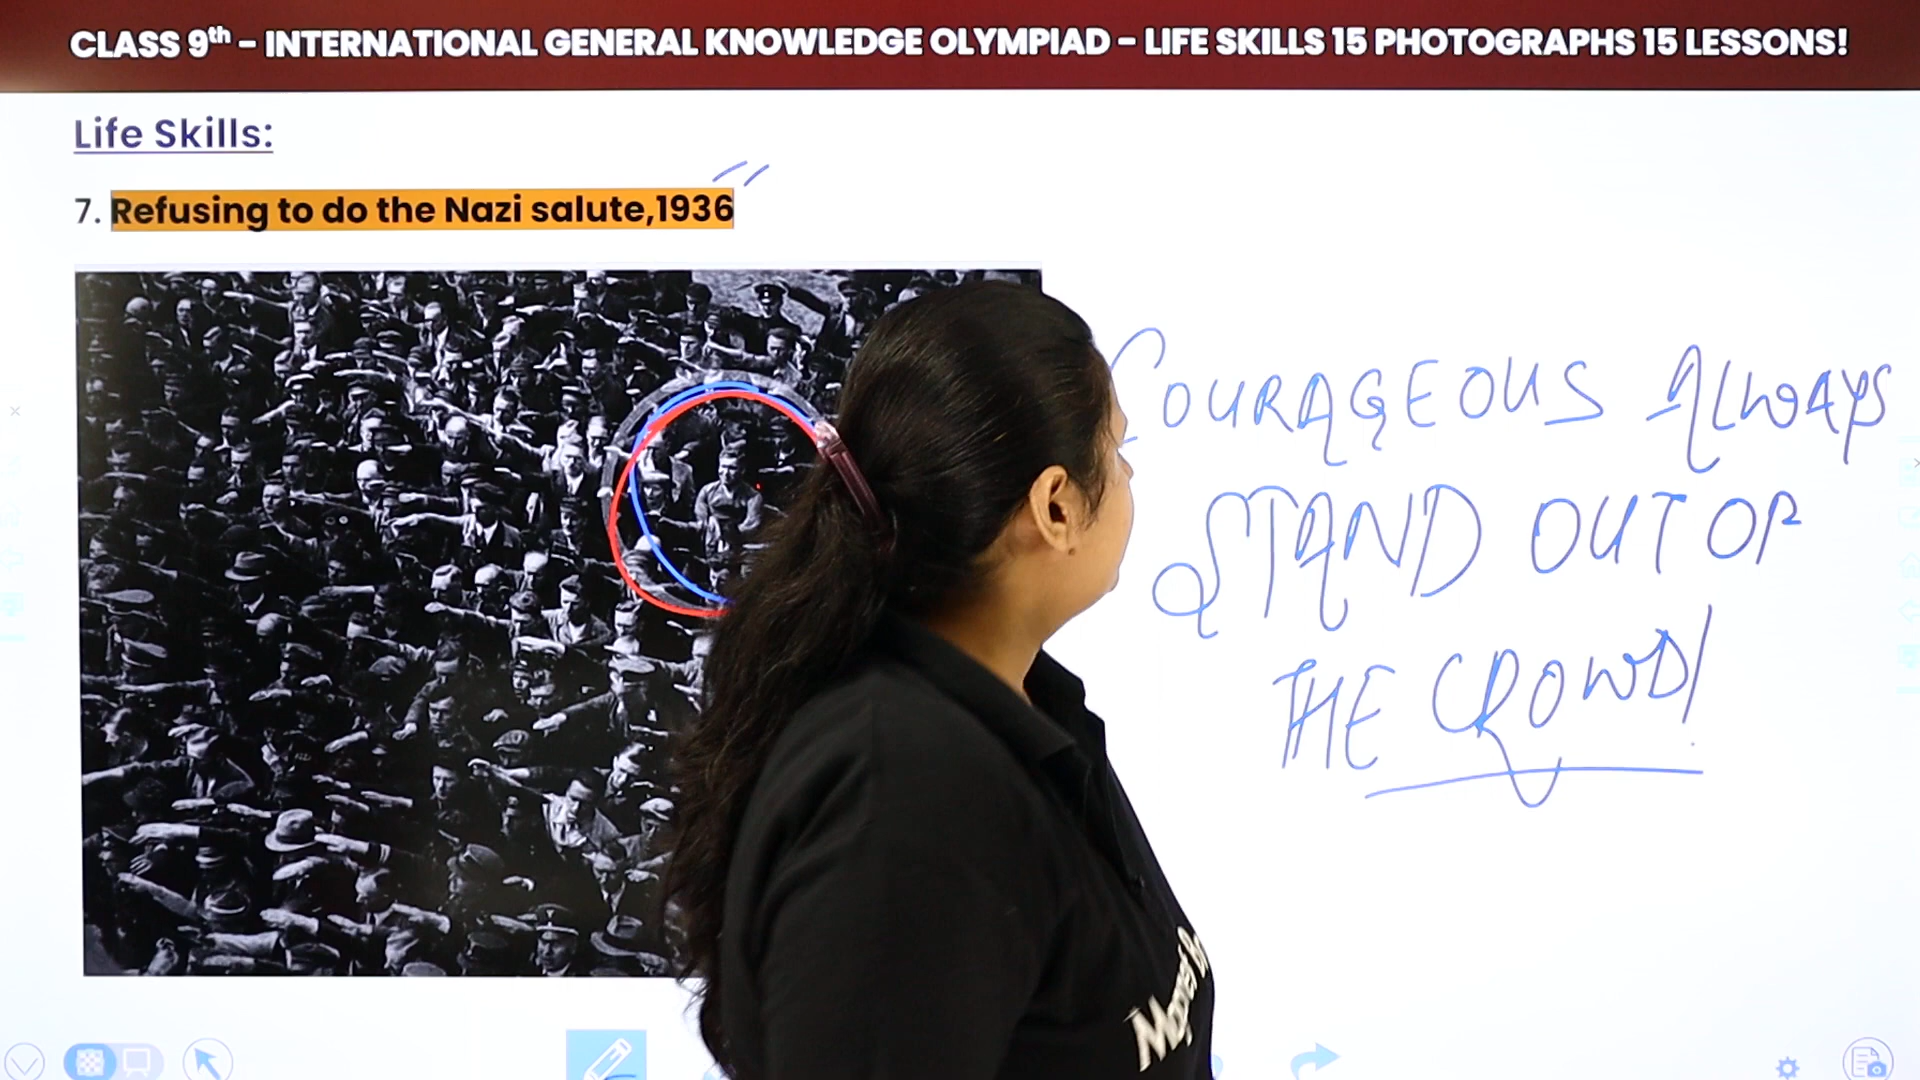 CLASS 9th - INTERNATIONAL GENERAL KNOWLEDGE OLYMPIAD - LIFE SKILLS 15 PHOTOGRAPHS 15 LESSONS!
Life Skills:
7. Refusing to do the Nazi salute,1936
COURAGEOUS ALWAYS
STAND OUT OF
THE CROWD!